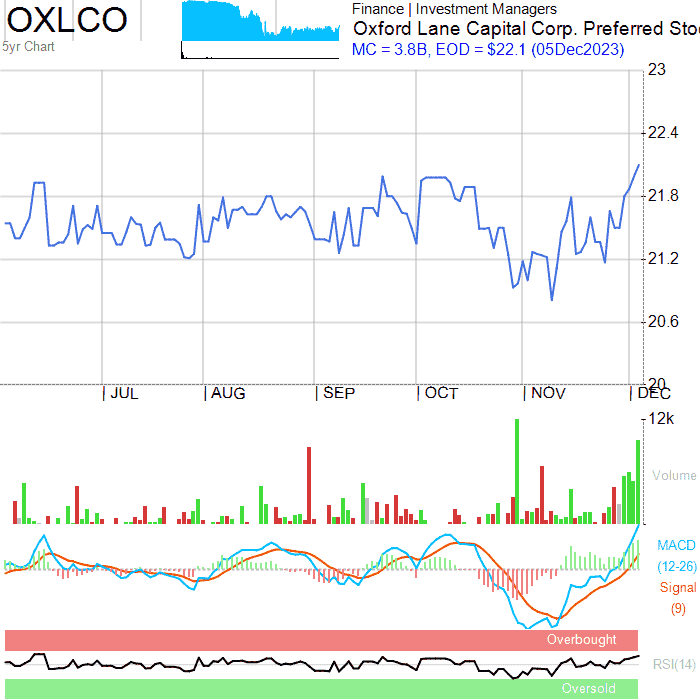 OXLCO
5yr Chart
Finance | Investment Managers
Oxford Lane Capital Corp. Preferred Sto
MC = 3.8B, EOD = $22.1 (05Dec2023)
23
22.4
21.8
21.2
20.6
20
JUL AUG SEP OCT NOV DEC
12k
Volume
MACD
(12-26)
Signal
(9)
Overbought
RSI(14)
Oversold